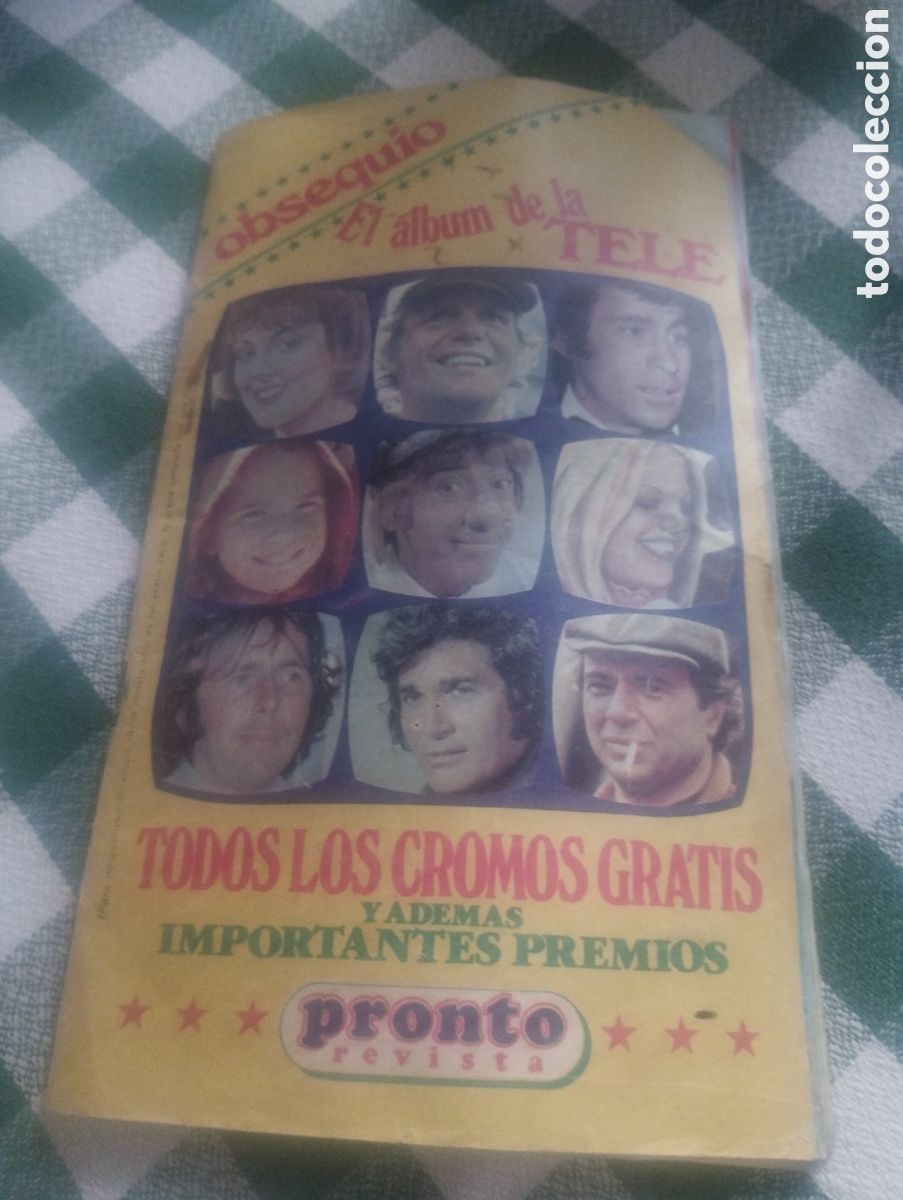 obsequio
El álbum de la
TELE
TODOS LOS CROMOS GRATIS
Y ADEMAS
IMPORTANTES PREMIOS
pronto
revista
todocoleccion